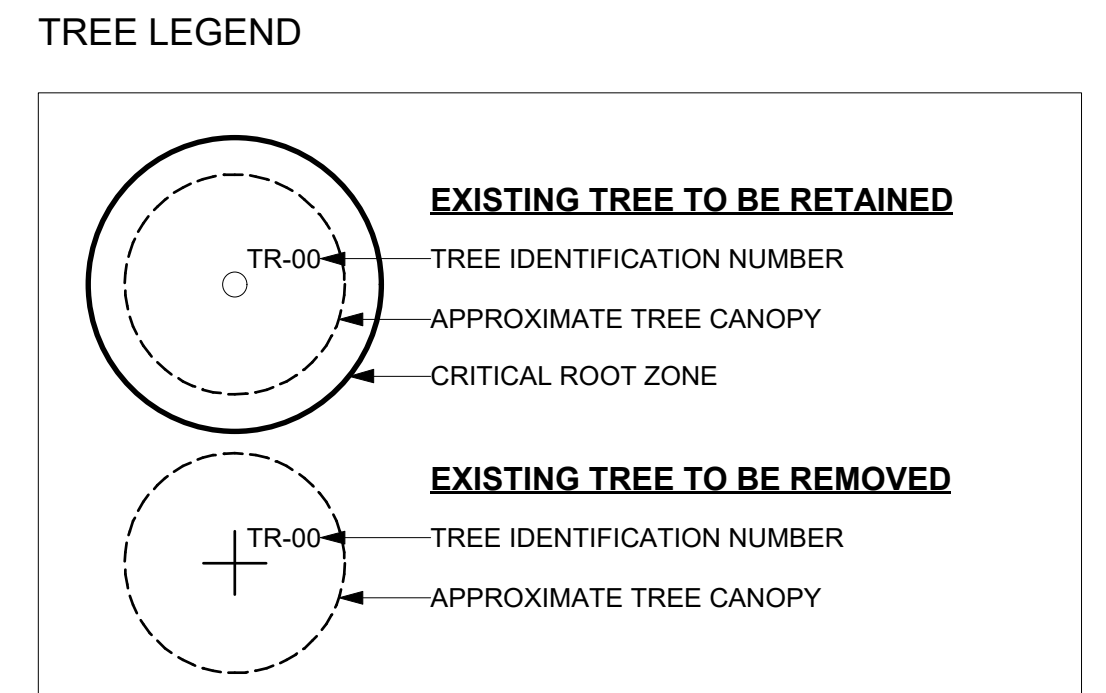 TREE LEGEND
EXISTING TREE TO BE RETAINED
TR-00
TREE IDENTIFICATION NUMBER
APPROXIMATE TREE CANOPY
CRITICAL ROOT ZONE
EXISTING TREE TO BE REMOVED
TR-00
TREE IDENTIFICATION NUMBER
APPROXIMATE TREE CANOPY